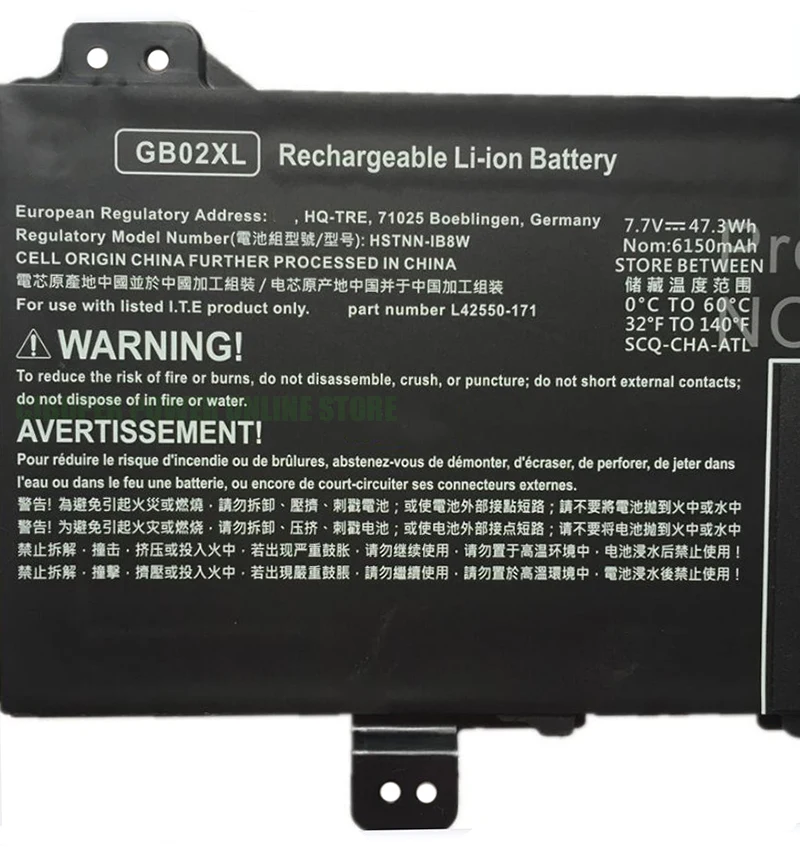 GB02XL Rechargeable Li-ion Battery
European Regulatory Address: , HQ-TRE, 71025 Boeblingen, Germany
Regulatory Model Number(電池組型號/型号): HSTNN-IB8W
CELL ORIGIN CHINA FURTHER PROCESSED IN CHINA
電芯原產地中國並於中國加工組裝 / 电芯原产地中国并于中国加工组装
For use with listed I.T.E product only. part number L42550-171
7.7V⎓47.3Wh
Nom:6150mAh
STORE BETWEEN
儲藏溫度范圍
0°C TO 60°C
32°F TO 140°F
SCQ-CHA-ATL
⚠ WARNING!
To reduce the risk of fire or burns, do not disassemble, crush, or puncture; do not short external contacts;
do not dispose of in fire or water.
ONLINE STORE
AVERTISSEMENT!
Pour réduire le risque d'incendie ou de brûlures, abstenez-vous de démonter, d'écraser, de perforer, de jeter dans
l'eau ou dans le feu une batterie, ou encore de court-circuiter ses connecteurs externes.
警告! 為避免引起火災或燃燒，請勿拆卸、壓擠、刺戳電池；或使電池外部接點短路；請不要將電池拋到火中或水中
警告! 为避免引起火灾或燃烧，请勿拆卸、压挤、刺戳电池；或使电池外部接点短路；请不要将电池抛到火中或水中
禁止拆解，撞击，挤压或投入火中，若出现严重鼓胀，请勿继续使用，请勿置于高温环境中，电池浸水后禁止使用！
禁止拆解，撞擊，擠壓或投入火中，若出現嚴重鼓脹，請勿繼續使用，請勿置於高溫環境中，電池浸水後禁止使用！